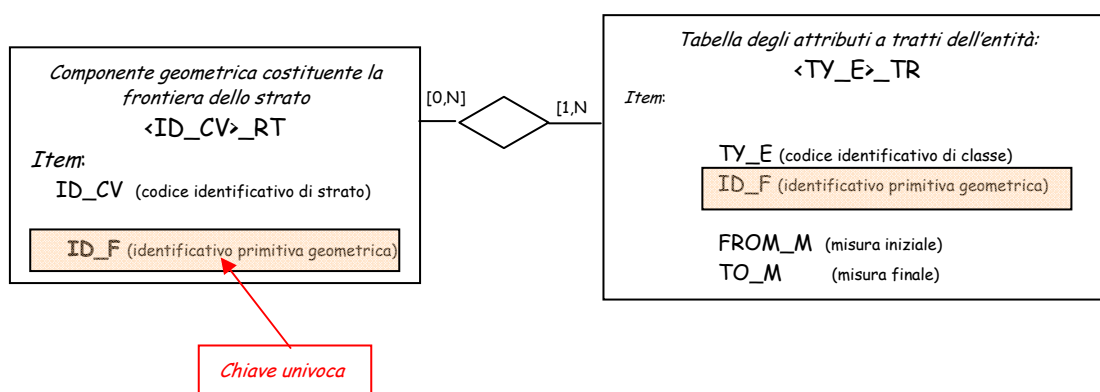 Componente geometrica costituente la
frontiera dello strato
<ID_CV>_RT
Item:
ID_CV (codice identificativo di strato)
ID_F (identificativo primitiva geometrica)
[0,N]
[1,N
Tabella degli attributi a tratti dell'entità:
<TY_E>_TR
Item:
TY_E (codice identificativo di classe)
ID_F (identificativo primitiva geometrica)
FROM_M (misura iniziale)
TO_M (misura finale)
Chiave univoca